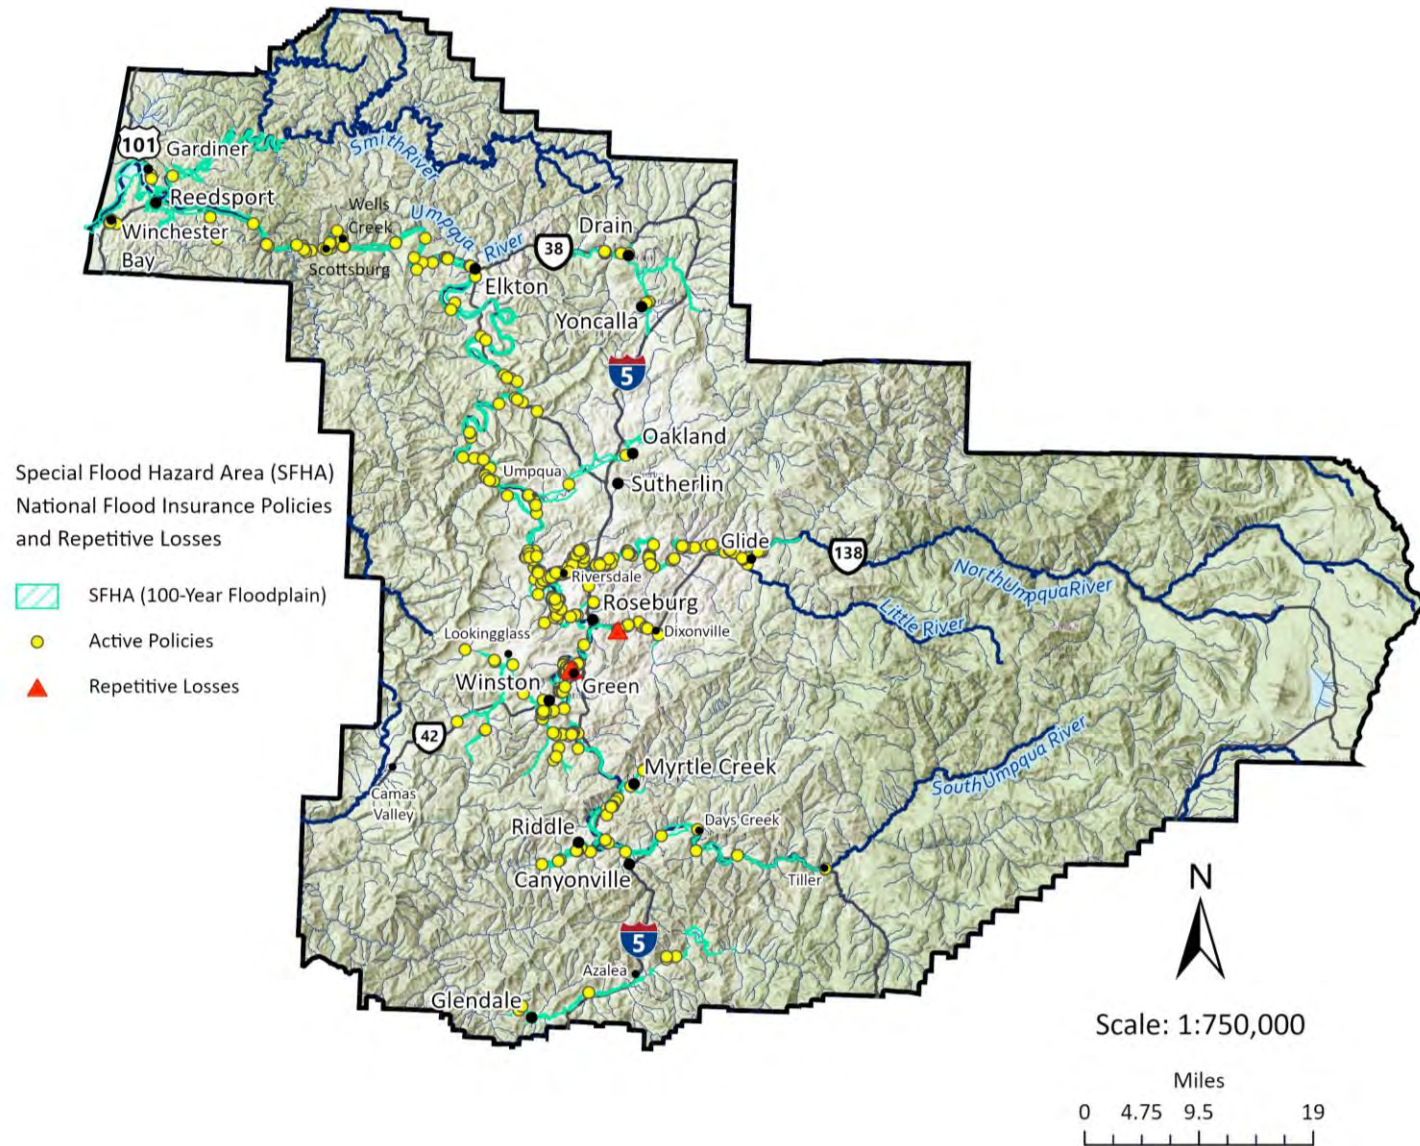 101
Gardiner
Smith River
Reedsport
Wells
Creek
Umpqua
River
38
Drain
Winchester
Bay
Scottsburg
Elkton
Yoncalla
5
Oakland
Special Flood Hazard Area (SFHA)
National Flood Insurance Policies
and Repetitive Losses
Umpqua
Sutherlin
Glide
138
SFHA (100-Year Floodplain)
Riversdale
North Umpqua River
Roseburg
Little River
Active Policies
Lookingglass
Dixonville
Repetitive Losses
Winston
Green
42
South Umpqua River
Myrtle Creek
Camas
Valley
Riddle
Days Creek
Canyonville
Tiller
N
5
Azalea
Glendale
Scale: 1:750,000
Miles
0 4.75 9.5 19